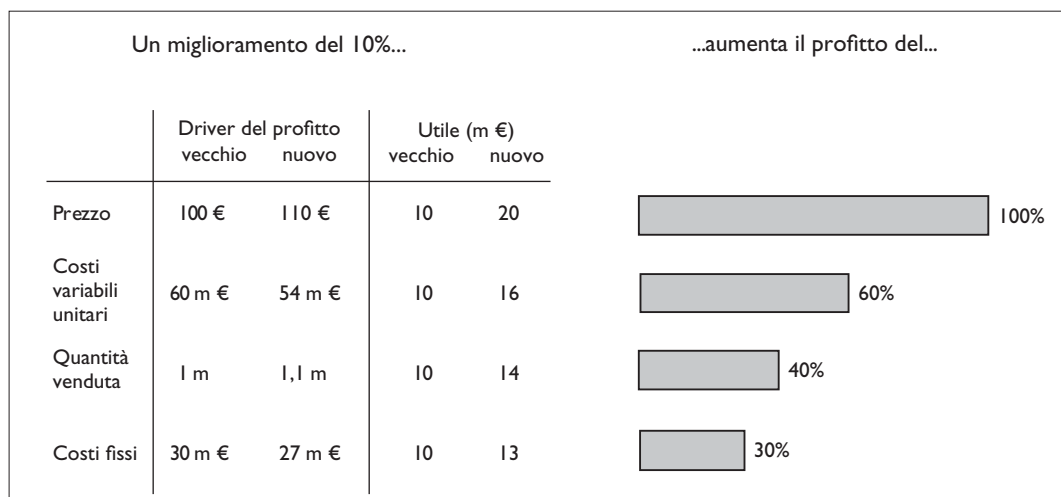 Un miglioramento del 10%... ...aumenta il profitto del...
Driver del profitto Utile (m €)
vecchio nuovo vecchio nuovo
Prezzo 100 € 110 € 10 20 100%
Costi
variabili
unitari
60 m € 54 m € 10 16 60%
Quantità
venduta
1 m 1,1 m 10 14 40%
Costi fissi 30 m € 27 m € 10 13 30%